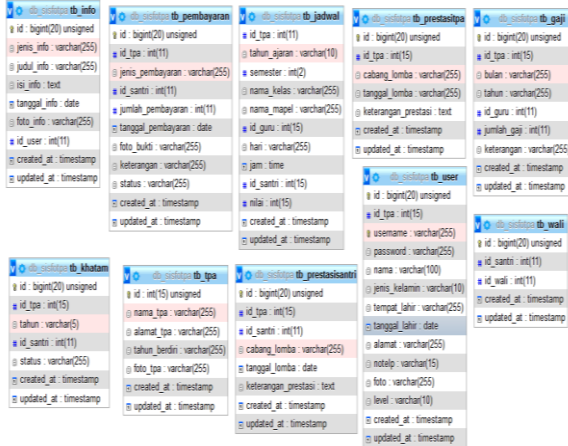 db_sisfotpa tb_info
id : bigint(20) unsigned
jenis_info : varchar(255)
judul_info : varchar(255)
isi_info : text
tanggal_info : date
foto_info : varchar(255)
id_user : int(11)
created_at : timestamp
updated_at : timestamp
db_sisfotpa tb_pembayaran
id : bigint(20) unsigned
id_tpa : int(11)
jenis_pembayaran : varchar(255)
id_santri : int(11)
jumlah_pembayaran : int(11)
tanggal_pembayaran : date
foto_bukti : varchar(255)
keterangan : varchar(255)
status : varchar(255)
created_at : timestamp
updated_at : timestamp
db_sisfotpa tb_jadwal
id_tpa : int(11)
tahun_ajaran : varchar(10)
semester : int(2)
nama_kelas : varchar(255)
nama_mapel : varchar(255)
id_guru : int(15)
hari : varchar(255)
jam : time
id_santri : int(15)
nilai : int(15)
created_at : timestamp
updated_at : timestamp
db_sisfotpa tb_prestasitpa
id : bigint(20) unsigned
id_tpa : int(15)
cabang_lomba : varchar(255)
tanggal_lomba : varchar(255)
keterangan_prestasi : text
created_at : timestamp
updated_at : timestamp
db_sisfotpa tb_gaji
id : bigint(20) unsigned
id_tpa : int(15)
bulan : varchar(255)
tahun : varchar(255)
id_guru : int(11)
jumlah_gaji : int(11)
keterangan : varchar(255)
created_at : timestamp
updated_at : timestamp
db_sisfotpa tb_user
id : bigint(20) unsigned
id_tpa : int(15)
username : varchar(255)
password : varchar(255)
nama : varchar(100)
jenis_kelamin : varchar(10)
tempat_lahir : varchar(255)
tanggal_lahir : date
alamat : varchar(255)
notelp : varchar(15)
foto : varchar(255)
level : varchar(10)
created_at : timestamp
updated_at : timestamp
db_sisfotpa tb_wali
id : bigint(20) unsigned
id_santri : int(11)
id_wali : int(11)
created_at : timestamp
updated_at : timestamp
db_sisfotpa tb_khatam
id : bigint(20) unsigned
id_tpa : int(15)
tahun : varchar(5)
id_santri : int(11)
status : varchar(255)
created_at : timestamp
updated_at : timestamp
db_sisfotpa tb_tpa
id : int(15) unsigned
nama_tpa : varchar(255)
alamat_tpa : varchar(255)
tahun_berdiri : varchar(255)
foto_tpa : varchar(255)
created_at : timestamp
updated_at : timestamp
db_sisfotpa tb_prestasisantri
id : bigint(20) unsigned
id_tpa : int(15)
id_santri : int(11)
cabang_lomba : varchar(255)
tanggal_lomba : date
keterangan_prestasi : text
created_at : timestamp
updated_at : timestamp